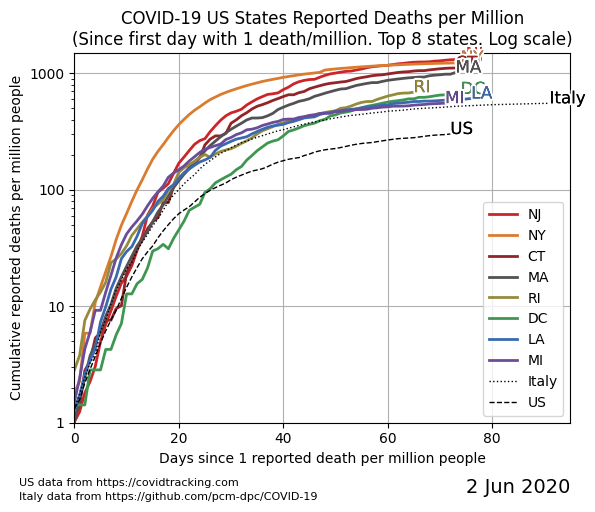 COVID-19 US States Reported Deaths per Million
(Since first day with 1 death/million. Top 8 states. Log scale)
Cumulative reported deaths per million people
1000
100
10
1
NY
CT
MA
RI
DC
LA
MI
Italy
US
NJ
NY
CT
MA
RI
DC
LA
MI
Italy
US
0 20 40 60 80
Days since 1 reported death per million people
US data from https://covidtracking.com
Italy data from https://github.com/pcm-dpc/COVID-19
2 Jun 2020